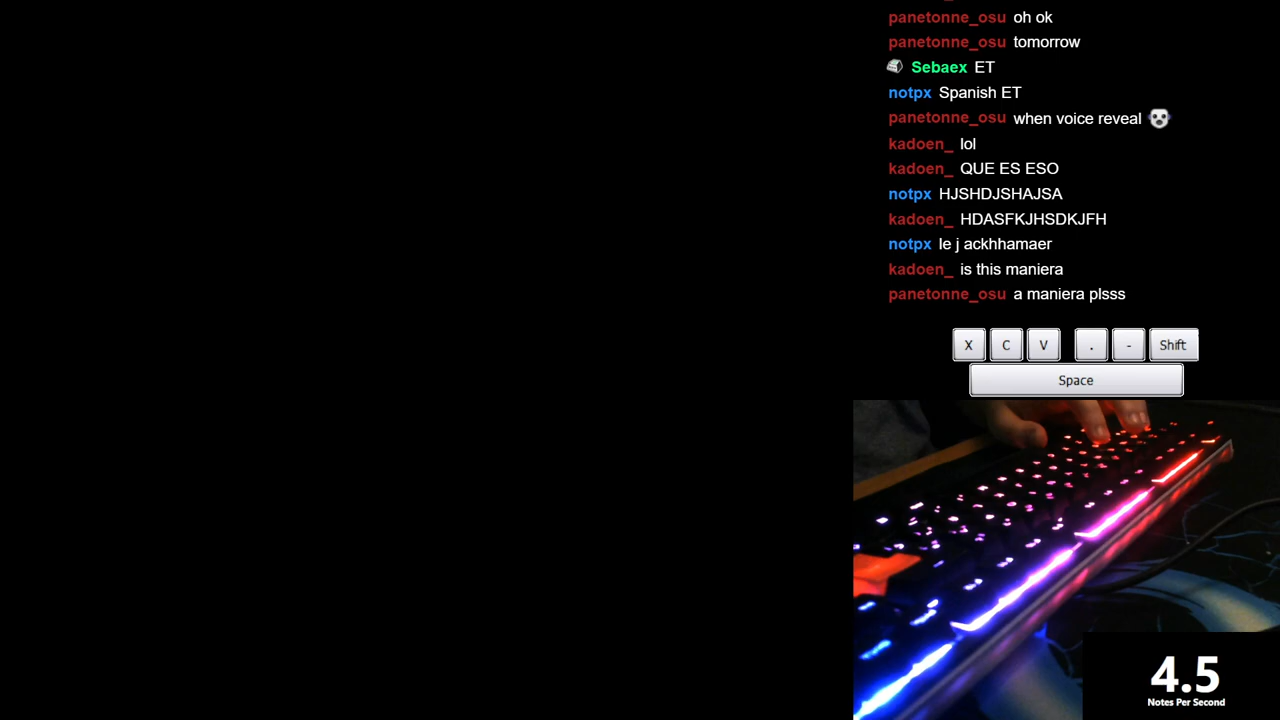 panetonne_osu oh ok
panetonne_osu tomorrow
Sebaex ET
notpx Spanish ET
panetonne_osu when voice reveal
kadoen_ lol
kadoen_ QUE ES ESO
notpx HJSHDJSHAJSA
kadoen_ HDASFKJHSDKJFH
notpx le j ackhhamaer
kadoen_ is this maniera
panetonne_osu a maniera plsss
X C V . - Shift
Space
4.5
Notes Per Second